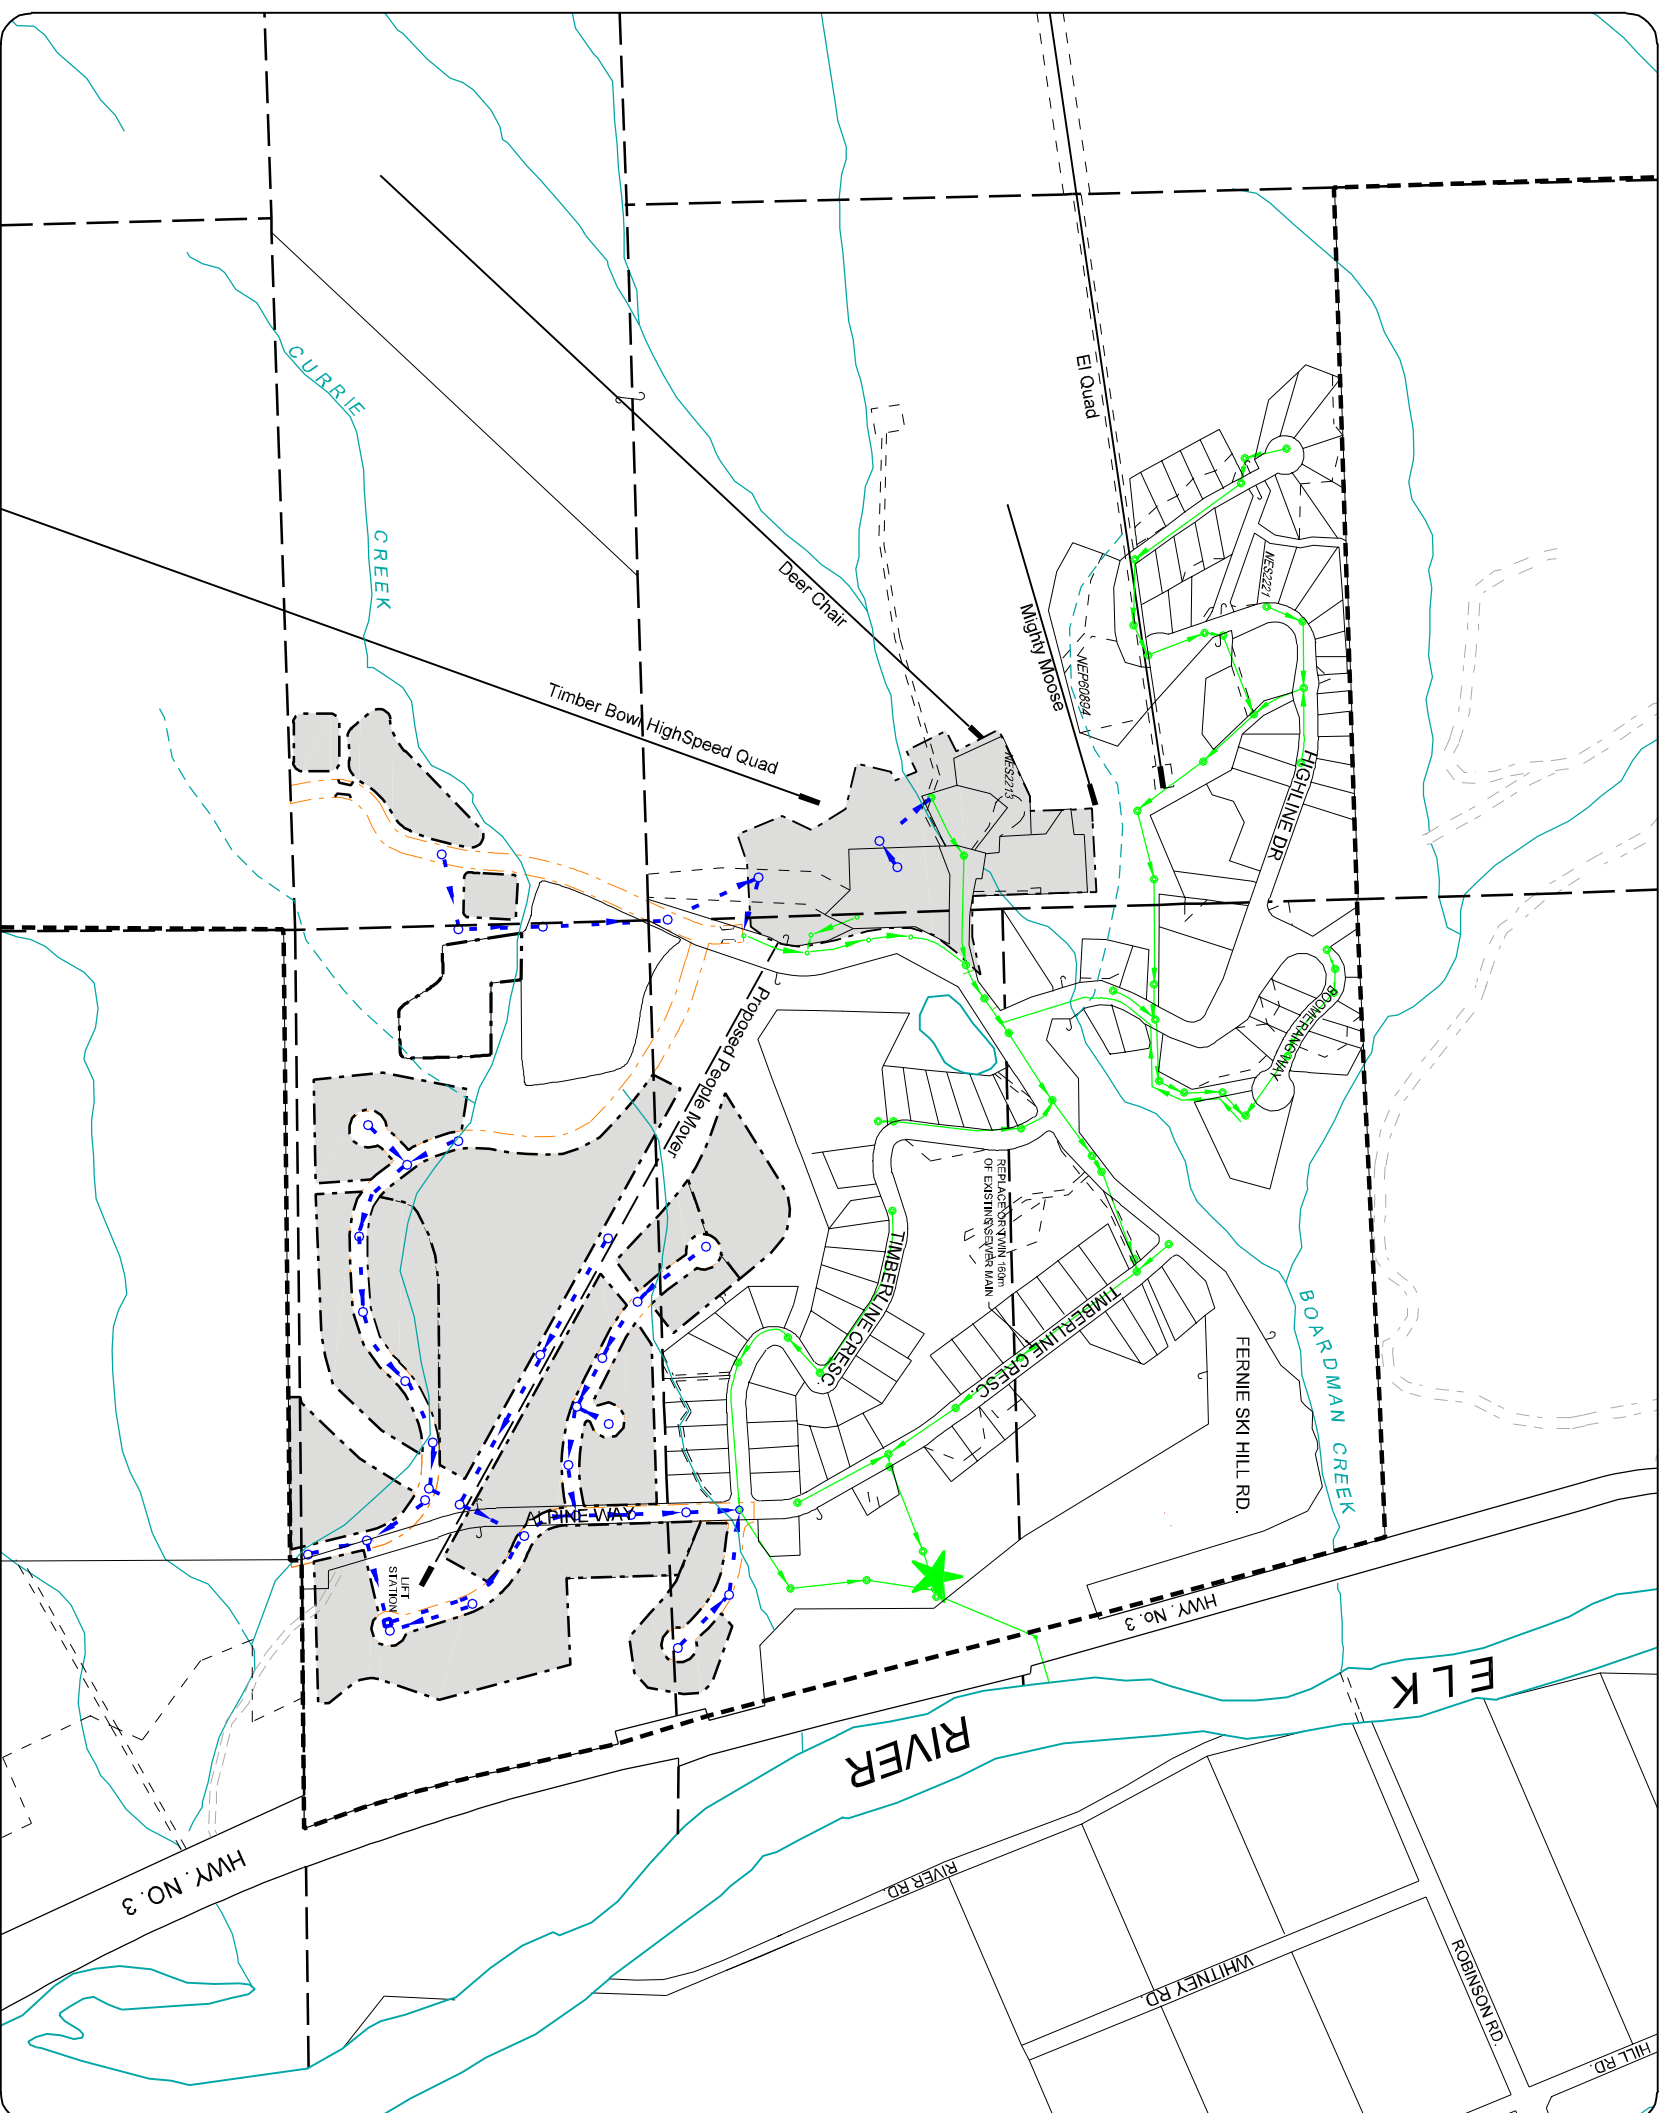 CURRIE
CREEK
El Quad
Deer Chair
Mighty Moose
NES2221
NEP60894
Timber Bowl HighSpeed Quad
NES2213
HIGHLINE DR
BOOMERANG WAY
Proposed People Mover
REPLACE OR TWIN 160m
OF EXISTING SEWER MAIN
TIMBERLINE CRESC.
TIMBERLINE CRESC.
FERNIE SKI HILL RD.
BOARDMAN CREEK
ALPINE WAY
LIFT
STATION
HWY. No. 3
ELK
RIVER
HWY. NO. 3
RIVER RD.
WHITNEY RD.
ROBINSON RD.
HILL RD.